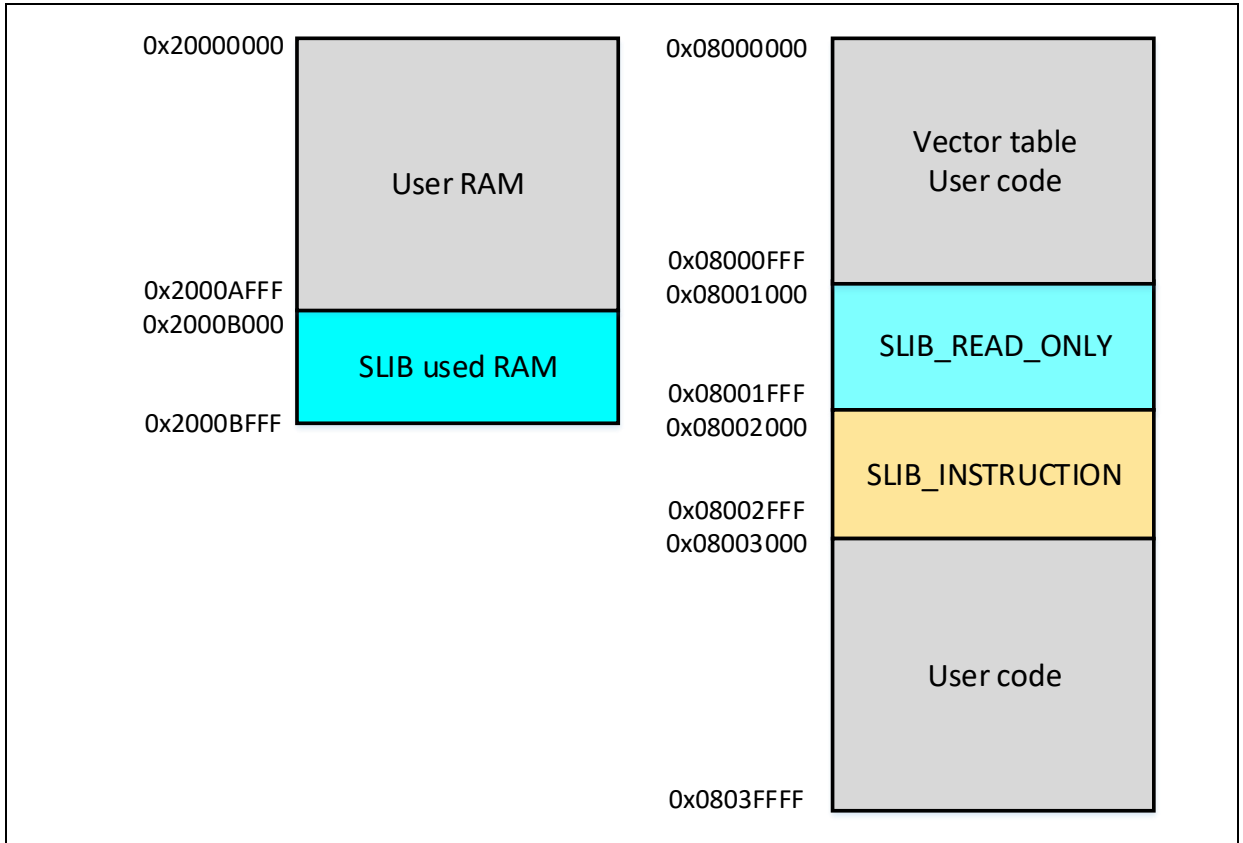 0x20000000
User RAM
0x2000AFFF
0x2000B000
SLIB used RAM
0x2000BFFF
0x08000000
Vector table
User code
0x08000FFF
0x08001000
SLIB_READ_ONLY
0x08001FFF
0x08002000
SLIB_INSTRUCTION
0x08002FFF
0x08003000
User code
0x0803FFFF